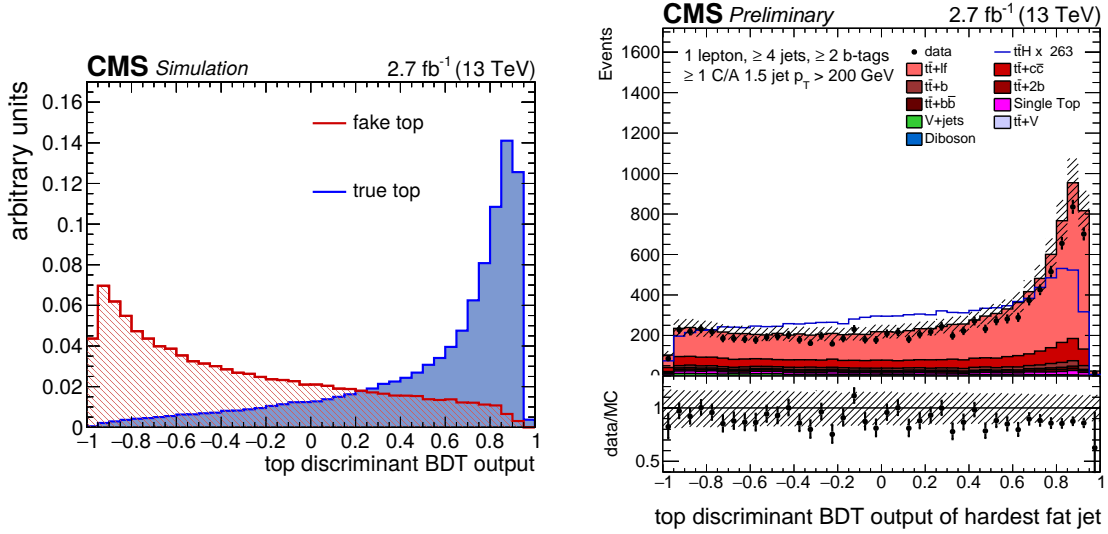 CMS Simulation 2.7 fb⁻¹ (13 TeV)
arbitrary units
0.16
0.14
0.12
0.1
0.08
0.06
0.04
0.02
0
fake top
true top
−1 −0.8 −0.6 −0.4 −0.2 0 0.2 0.4 0.6 0.8 1
top discriminant BDT output
CMS Preliminary 2.7 fb⁻¹ (13 TeV)
Events
1600
1400
1200
1000
800
600
400
200
0
1 lepton, ≥ 4 jets, ≥ 2 b-tags
≥ 1 C/A 1.5 jet p_T > 200 GeV
data tt̄H x 263
tt̄+lf tt̄+cc̄
tt̄+b tt̄+2b
tt̄+bb̄ Single Top
V+jets tt̄+V
Diboson
data/MC
1
0.5
−1 −0.8 −0.6 −0.4 −0.2 0 0.2 0.4 0.6 0.8 1
top discriminant BDT output of hardest fat jet